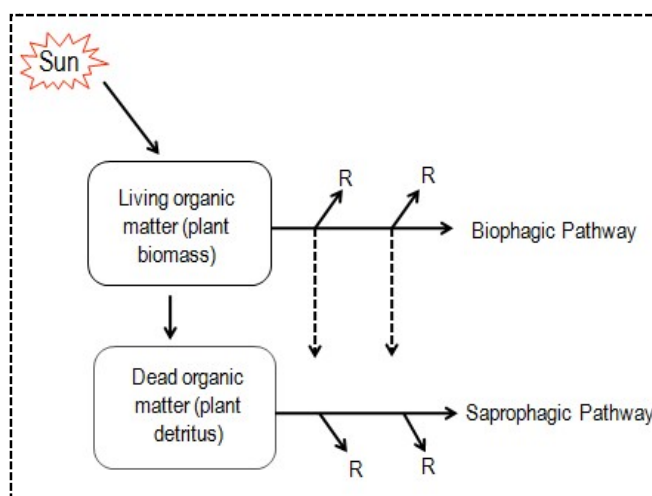 Sun
R
R
Living organic
matter (plant
biomass)
Biophagic Pathway
Dead organic
matter (plant
detritus)
Saprophagic Pathway
R
R